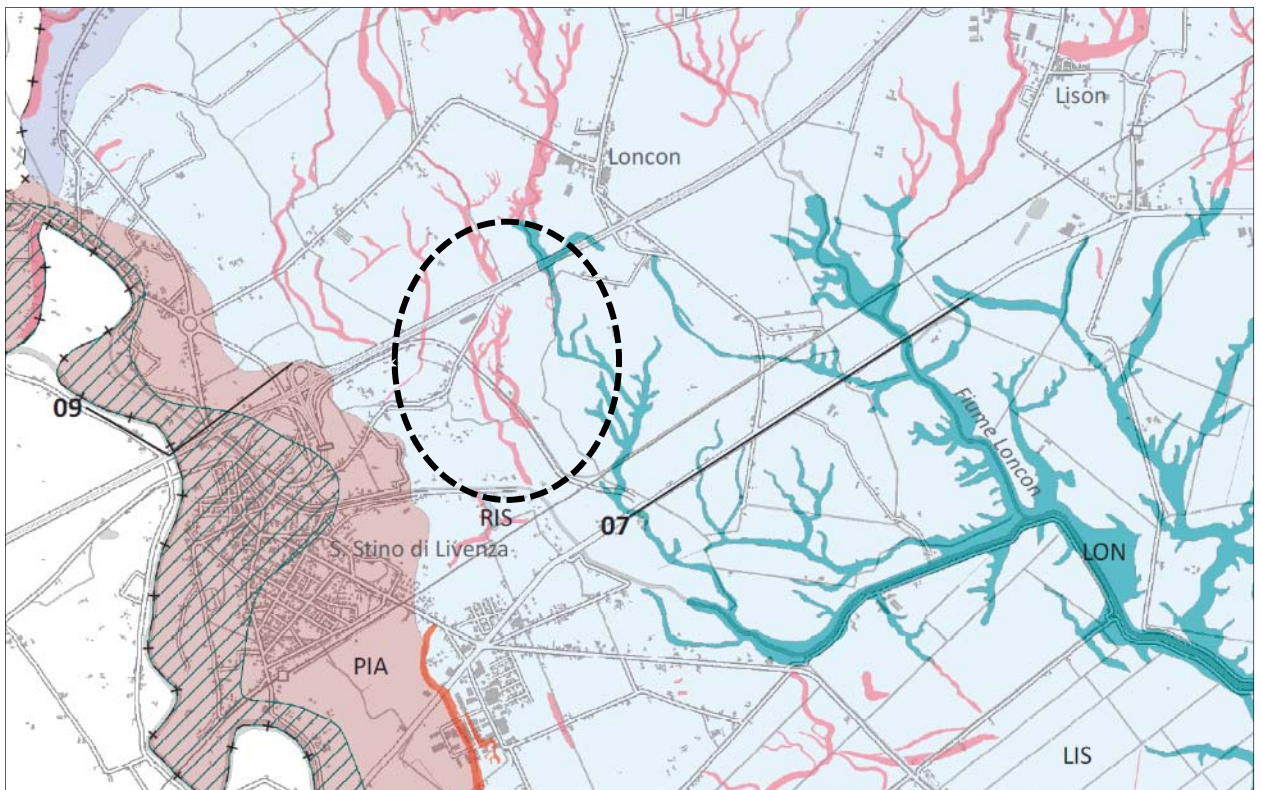 Lison
Loncon
09
Fiume Loncon
RIS
07
S. Stino di Livenza
LON
PIA
LIS